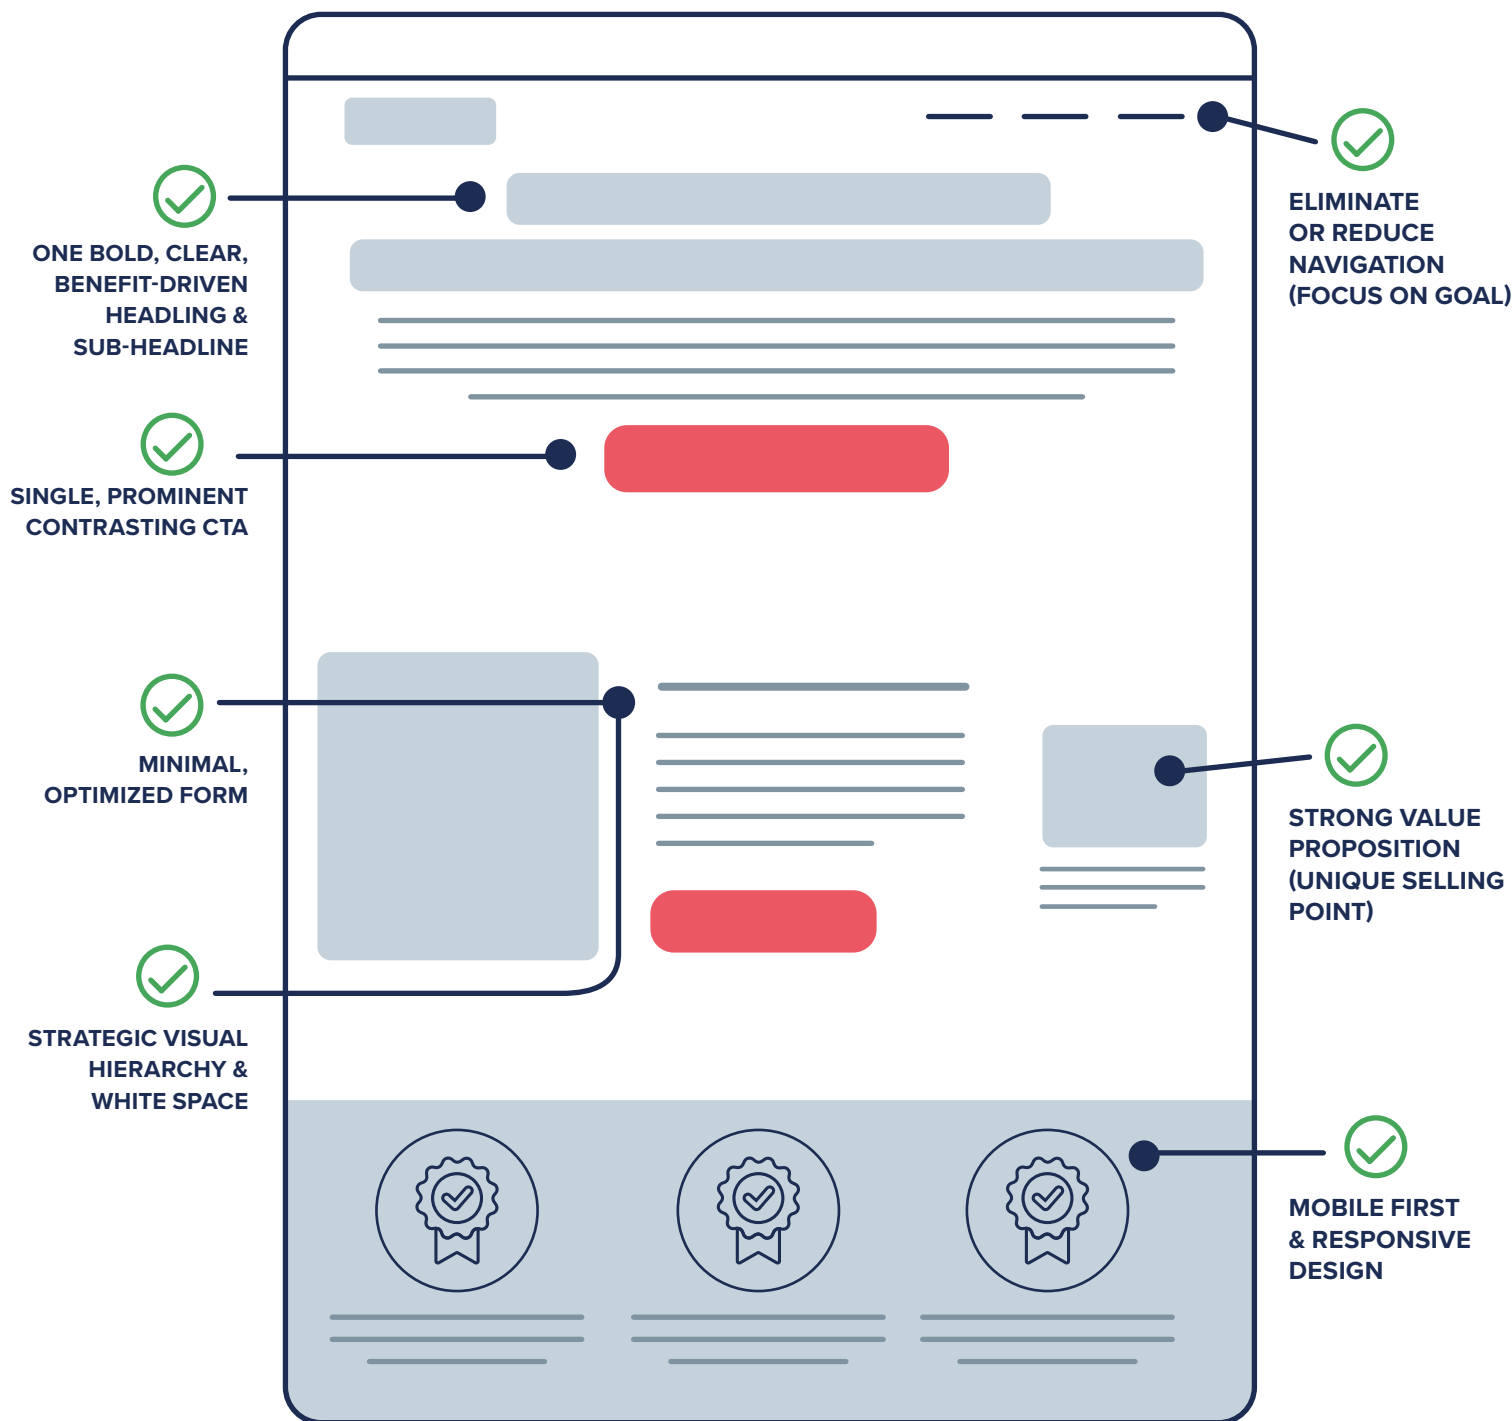 ONE BOLD, CLEAR,
BENEFIT-DRIVEN
HEADLING &
SUB-HEADLINE
SINGLE, PROMINENT
CONTRASTING CTA
MINIMAL,
OPTIMIZED FORM
STRATEGIC VISUAL
HIERARCHY &
WHITE SPACE
ELIMINATE
OR REDUCE
NAVIGATION
(FOCUS ON GOAL)
STRONG VALUE
PROPOSITION
(UNIQUE SELLING
POINT)
MOBILE FIRST
& RESPONSIVE
DESIGN